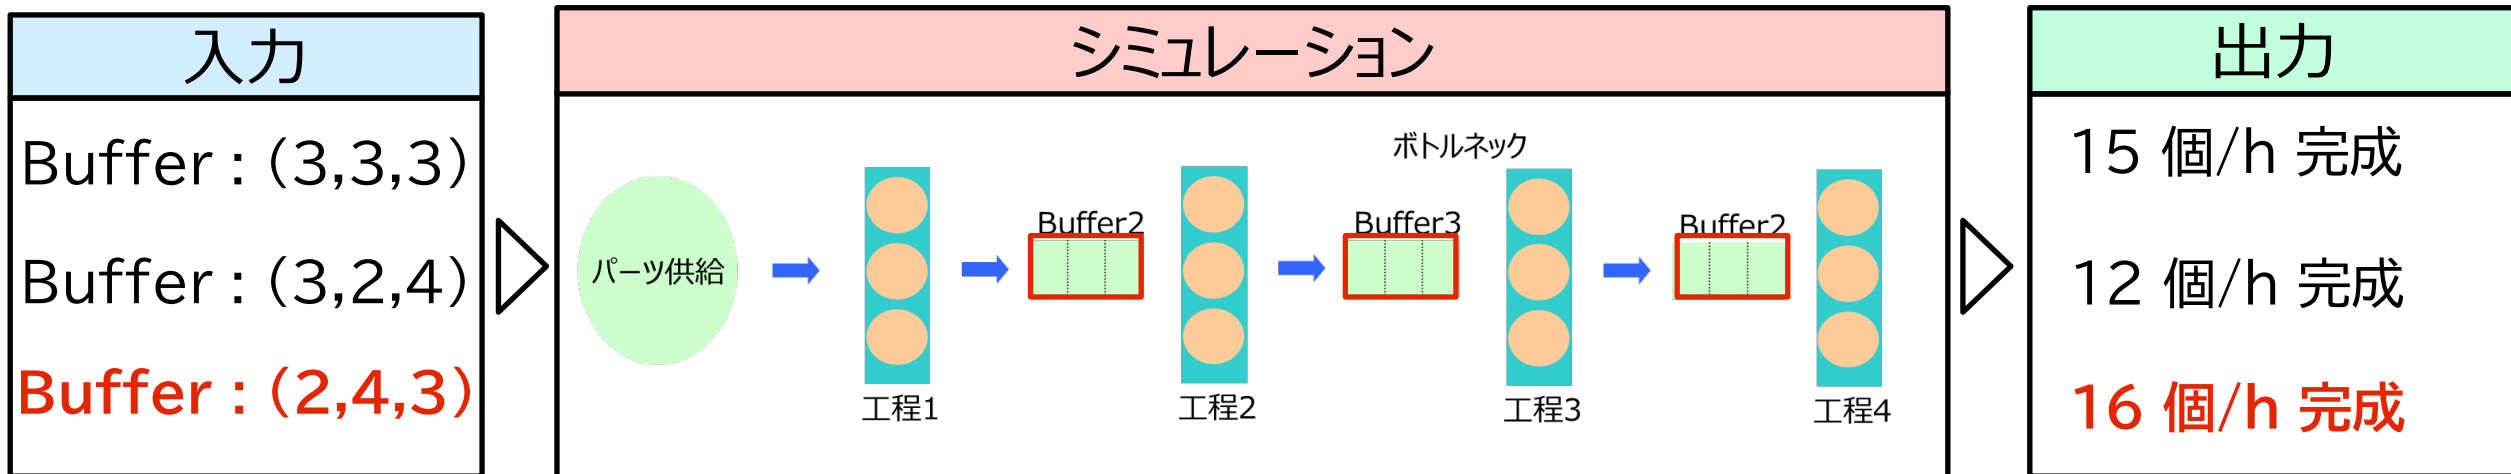 入力
Buffer：(3,3,3)
Buffer：(3,2,4)
Buffer：(2,4,3)
シミュレーション
ボトルネック
パーツ供給
Buffer2
Buffer3
Buffer2
工程1
工程2
工程3
工程4
出力
15 個/h 完成
12 個/h 完成
16 個/h 完成